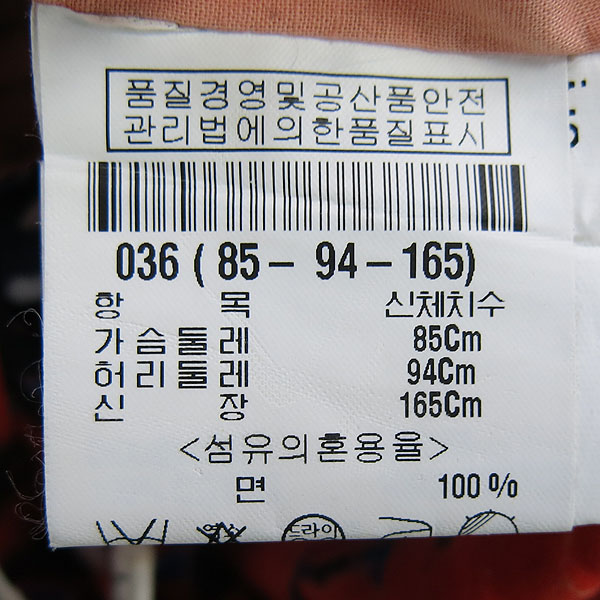 품질경영및공산품안전
관리법에의한품질표시
036 ( 85 - 94 - 165)
항 목 신체치수
가슴둘레 85Cm
허리둘레 94Cm
신 장 165Cm
<섬유의혼용율>
면 100 %
드라이